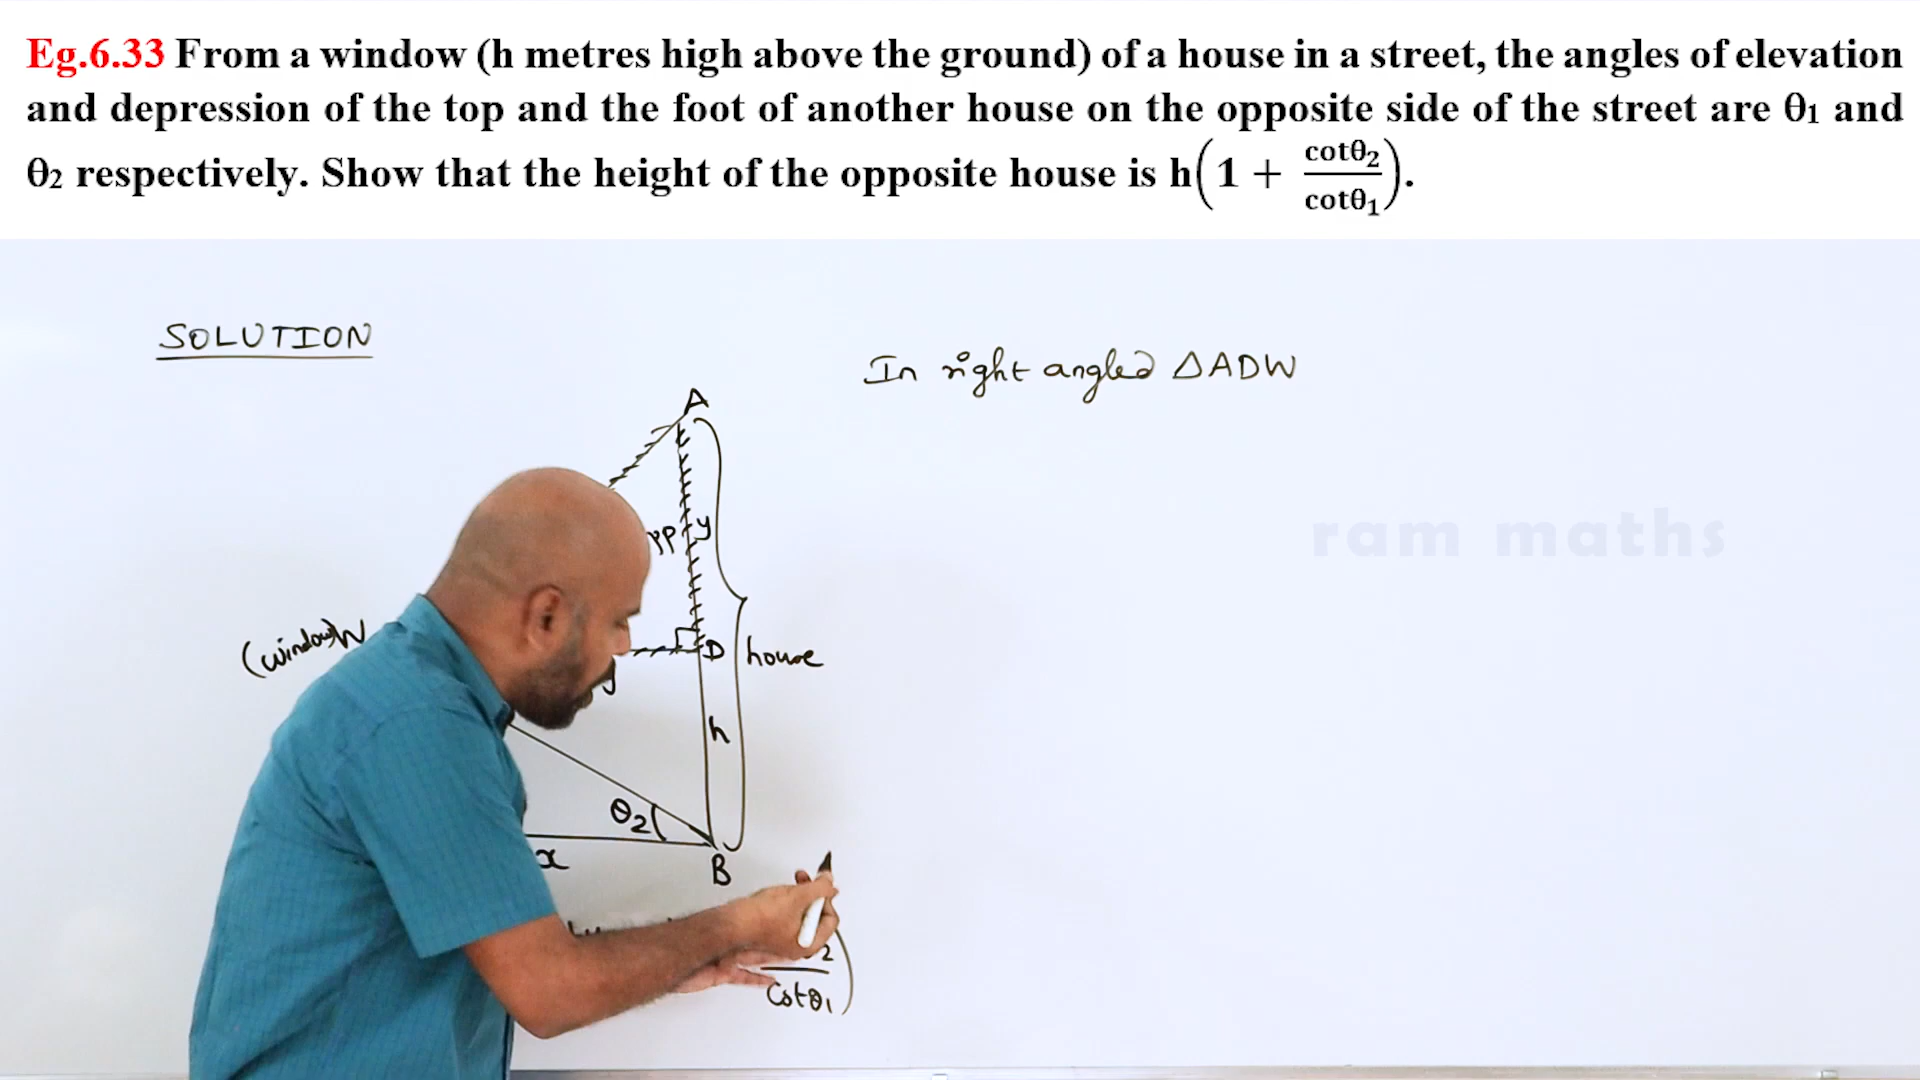 Eg.6.33 From a window (h metres high above the ground) of a house in a street, the angles of elevation
and depression of the top and the foot of another house on the opposite side of the street are θ₁ and
θ₂ respectively. Show that the height of the opposite house is h(1 + cotθ₂/cotθ₁).
SOLUTION
In right angled △ADW
A
y
ram maths
(window)W
D
house
h
θ₂
x
B
2
cotθ₁)